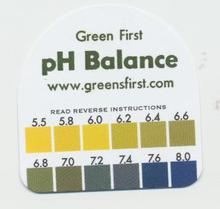 Green First
pH Balance
www.greensfirst.com
READ REVERSE INSTRUCTIONS
5.5 5.8 6.0 6.2 6.4 6.6
6.8 7.0 7.2 7.4 7.6 8.0